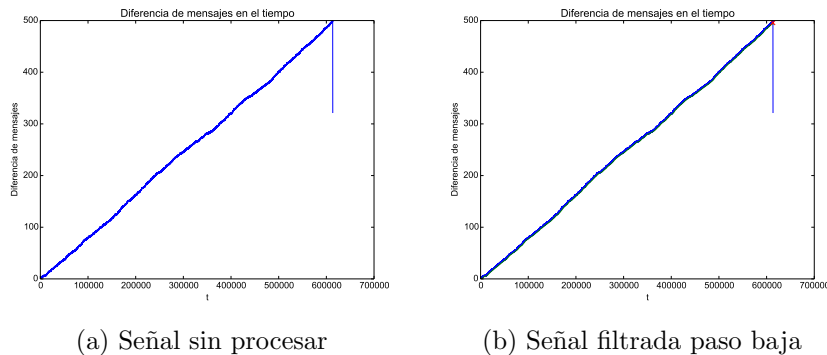 Diferencia de mensajes en el tiempo
500
400
300
200
100
0
Diferencia de mensajes
0 100000 200000 300000 400000 500000 600000 700000
t
(a) Señal sin procesar
Diferencia de mensajes en el tiempo
500
400
300
200
100
0
Diferencia de mensajes
0 100000 200000 300000 400000 500000 600000 700000
t
(b) Señal filtrada paso baja